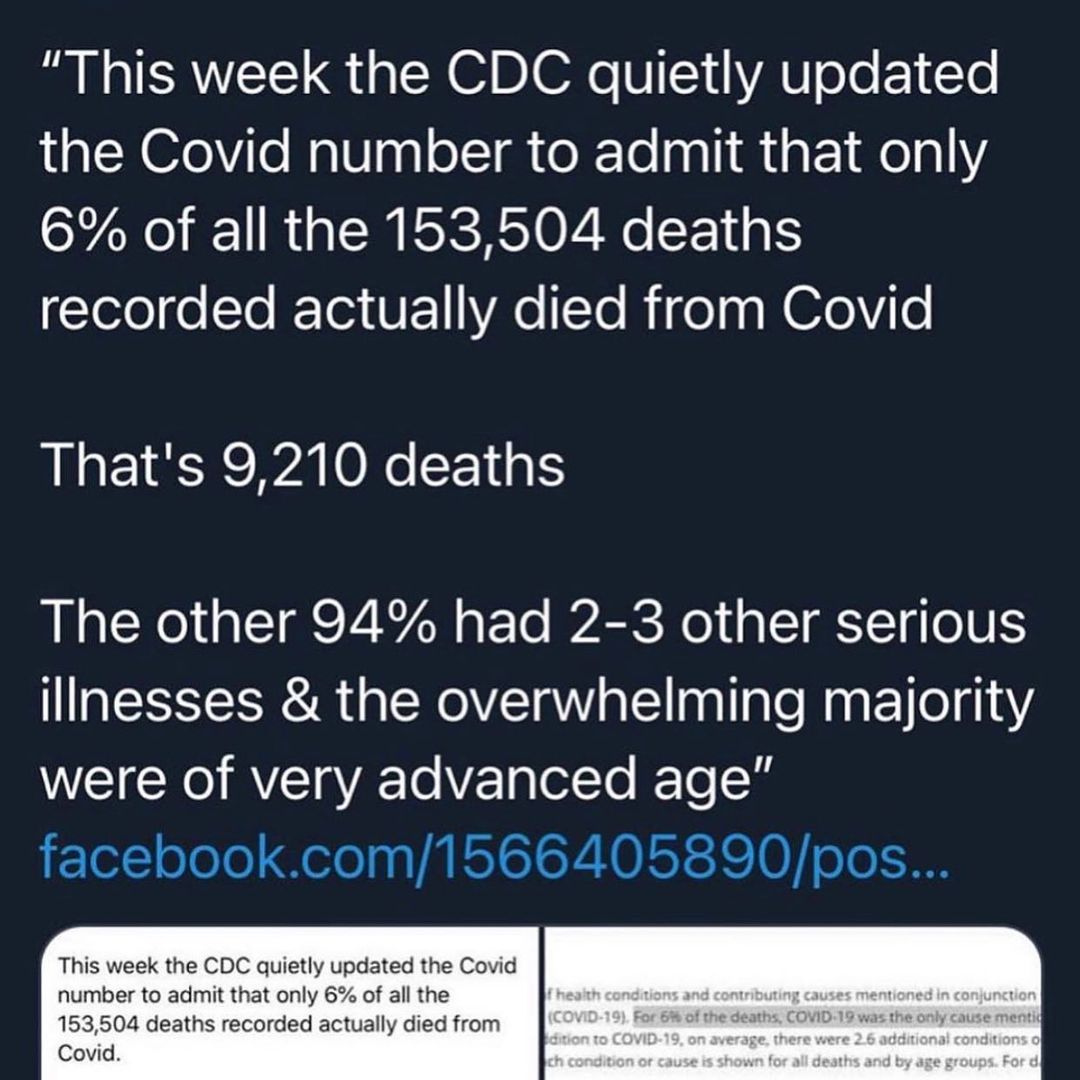 “This week the CDC quietly updated
the Covid number to admit that only
6% of all the 153,504 deaths
recorded actually died from Covid
That's 9,210 deaths
The other 94% had 2-3 other serious
illnesses & the overwhelming majority
were of very advanced age”
facebook.com/1566405890/pos...
This week the CDC quietly updated the Covid
number to admit that only 6% of all the
153,504 deaths recorded actually died from
Covid.
f health conditions and contributing causes mentioned in conjunction
(COVID-19). For 6% of the deaths, COVID-19 was the only cause mentio
ddition to COVID-19, on average, there were 2.6 additional conditions o
ch condition or cause is shown for all deaths and by age groups. For d